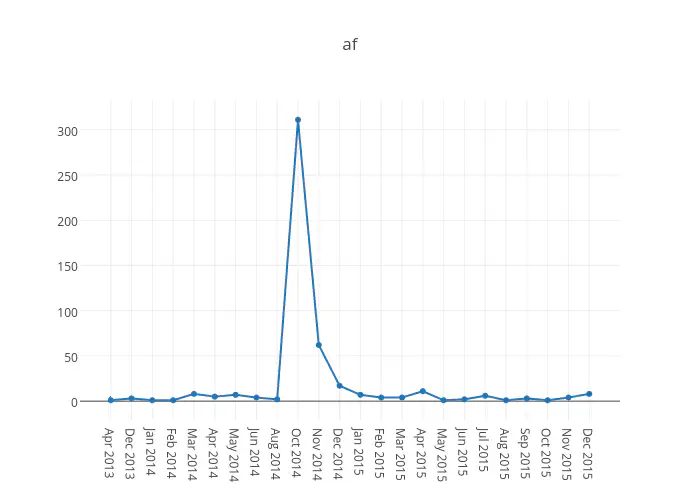 af
300
250
200
150
100
50
0
Apr 2013
Dec 2013
Jan 2014
Feb 2014
Mar 2014
Apr 2014
May 2014
Jun 2014
Aug 2014
Oct 2014
Nov 2014
Dec 2014
Jan 2015
Feb 2015
Mar 2015
Apr 2015
May 2015
Jun 2015
Jul 2015
Aug 2015
Sep 2015
Oct 2015
Nov 2015
Dec 2015